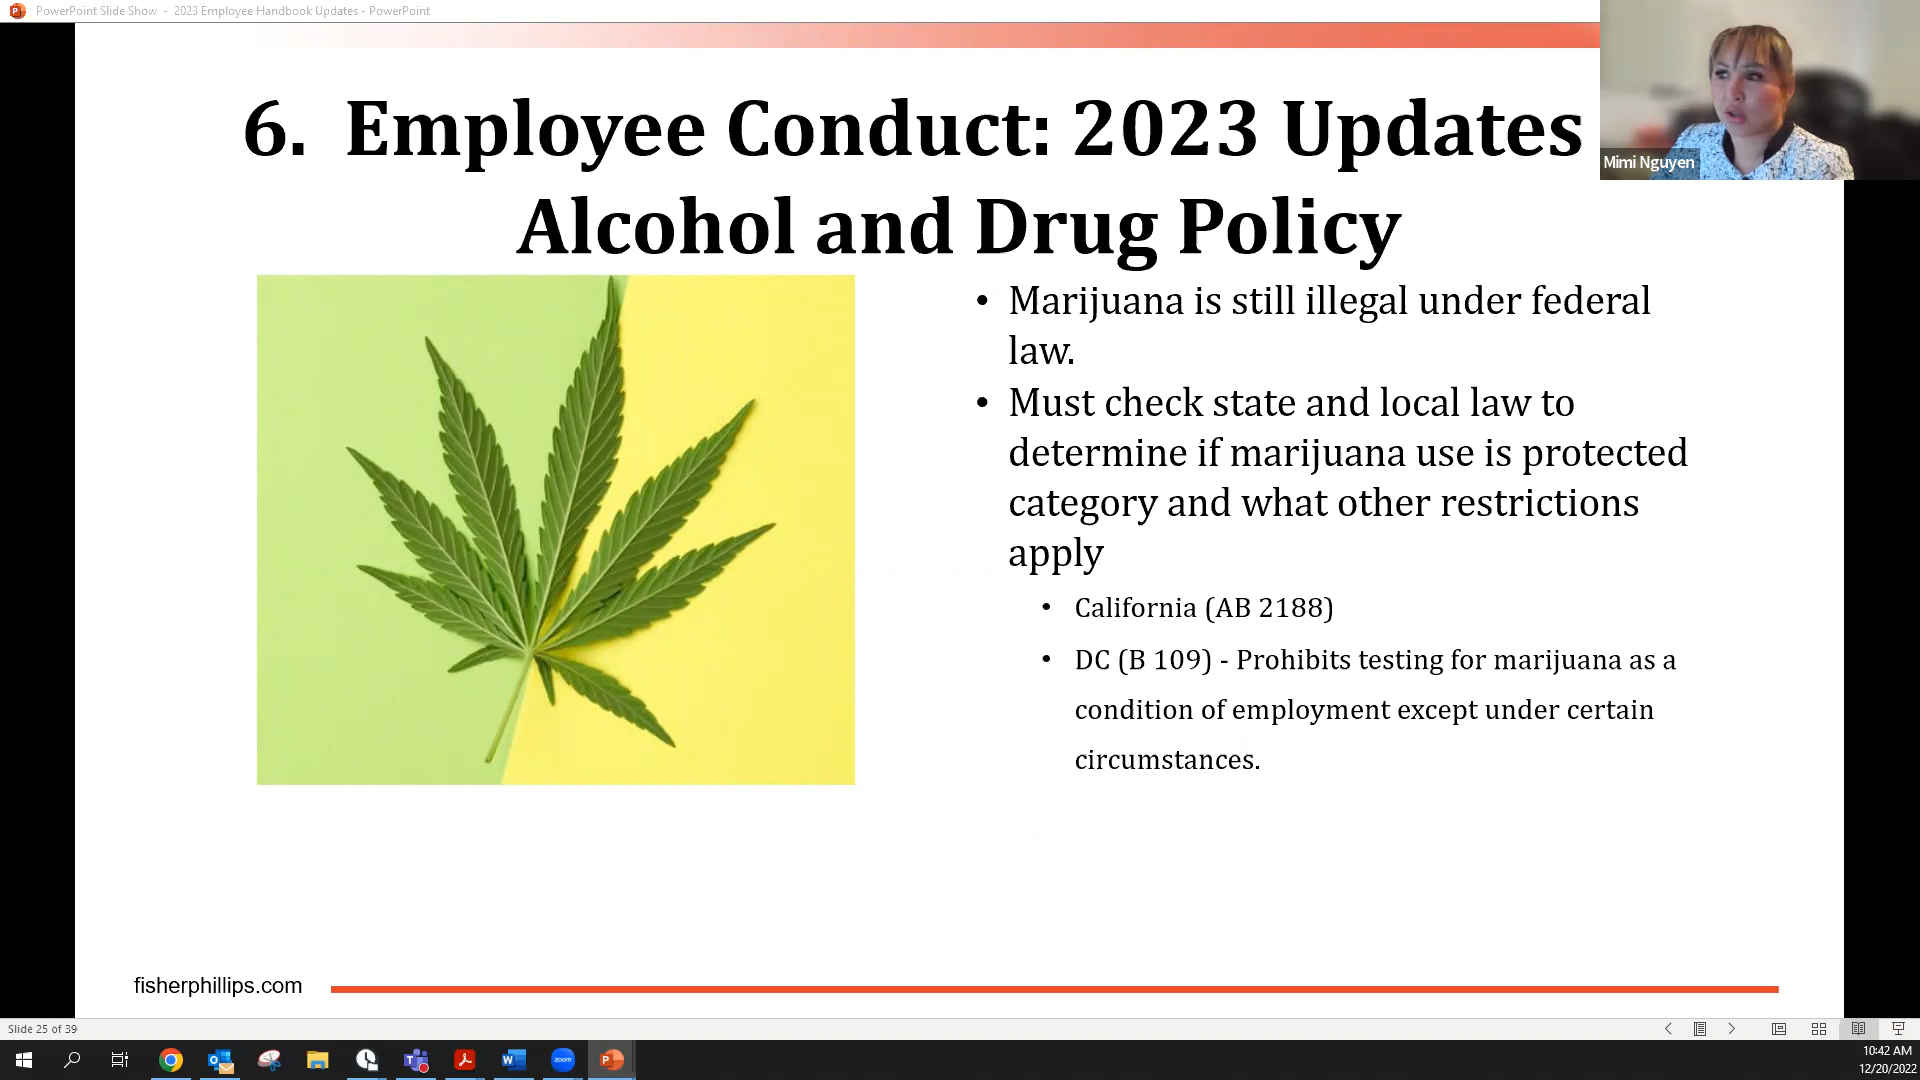 PowerPoint Slide Show - 2023 Employee Handbook Updates - PowerPoint
Mimi Nguyen
6. Employee Conduct: 2023 Updates
Alcohol and Drug Policy
• Marijuana is still illegal under federal
law.
• Must check state and local law to
determine if marijuana use is protected
category and what other restrictions
apply
• California (AB 2188)
• DC (B 109) - Prohibits testing for marijuana as a
condition of employment except under certain
circumstances.
fisherphillips.com
Slide 25 of 39
zoom
10:42 AM
12/20/2022